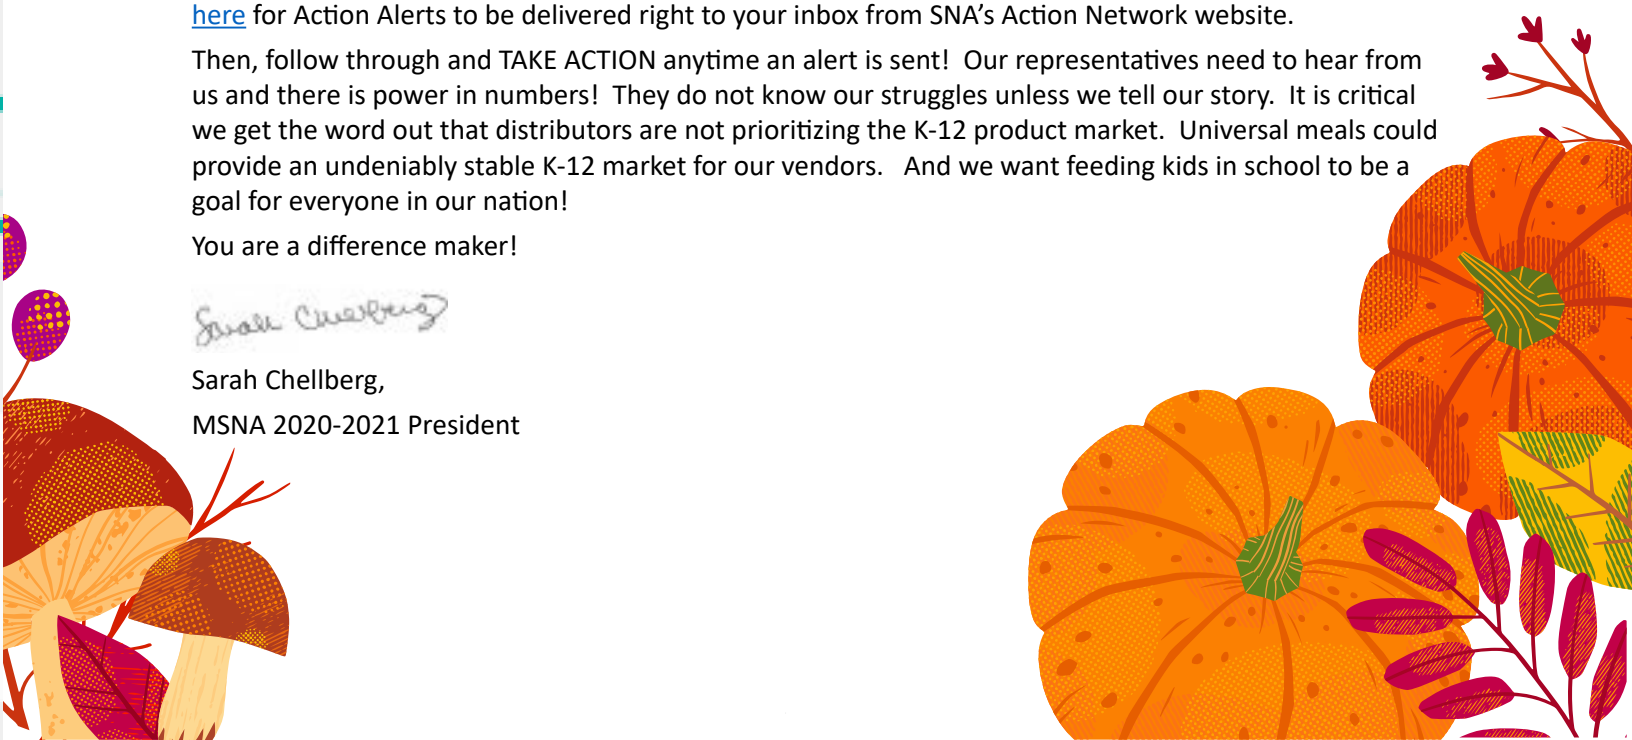 here for Action Alerts to be delivered right to your inbox from SNA’s Action Network website.
Then, follow through and TAKE ACTION anytime an alert is sent!  Our representatives need to hear from
us and there is power in numbers!  They do not know our struggles unless we tell our story.  It is critical
we get the word out that distributors are not prioritizing the K-12 product market.  Universal meals could
provide an undeniably stable K-12 market for our vendors.   And we want feeding kids in school to be a
goal for everyone in our nation!
You are a difference maker!
Sarah Chellberg
Sarah Chellberg,
MSNA 2020-2021 President